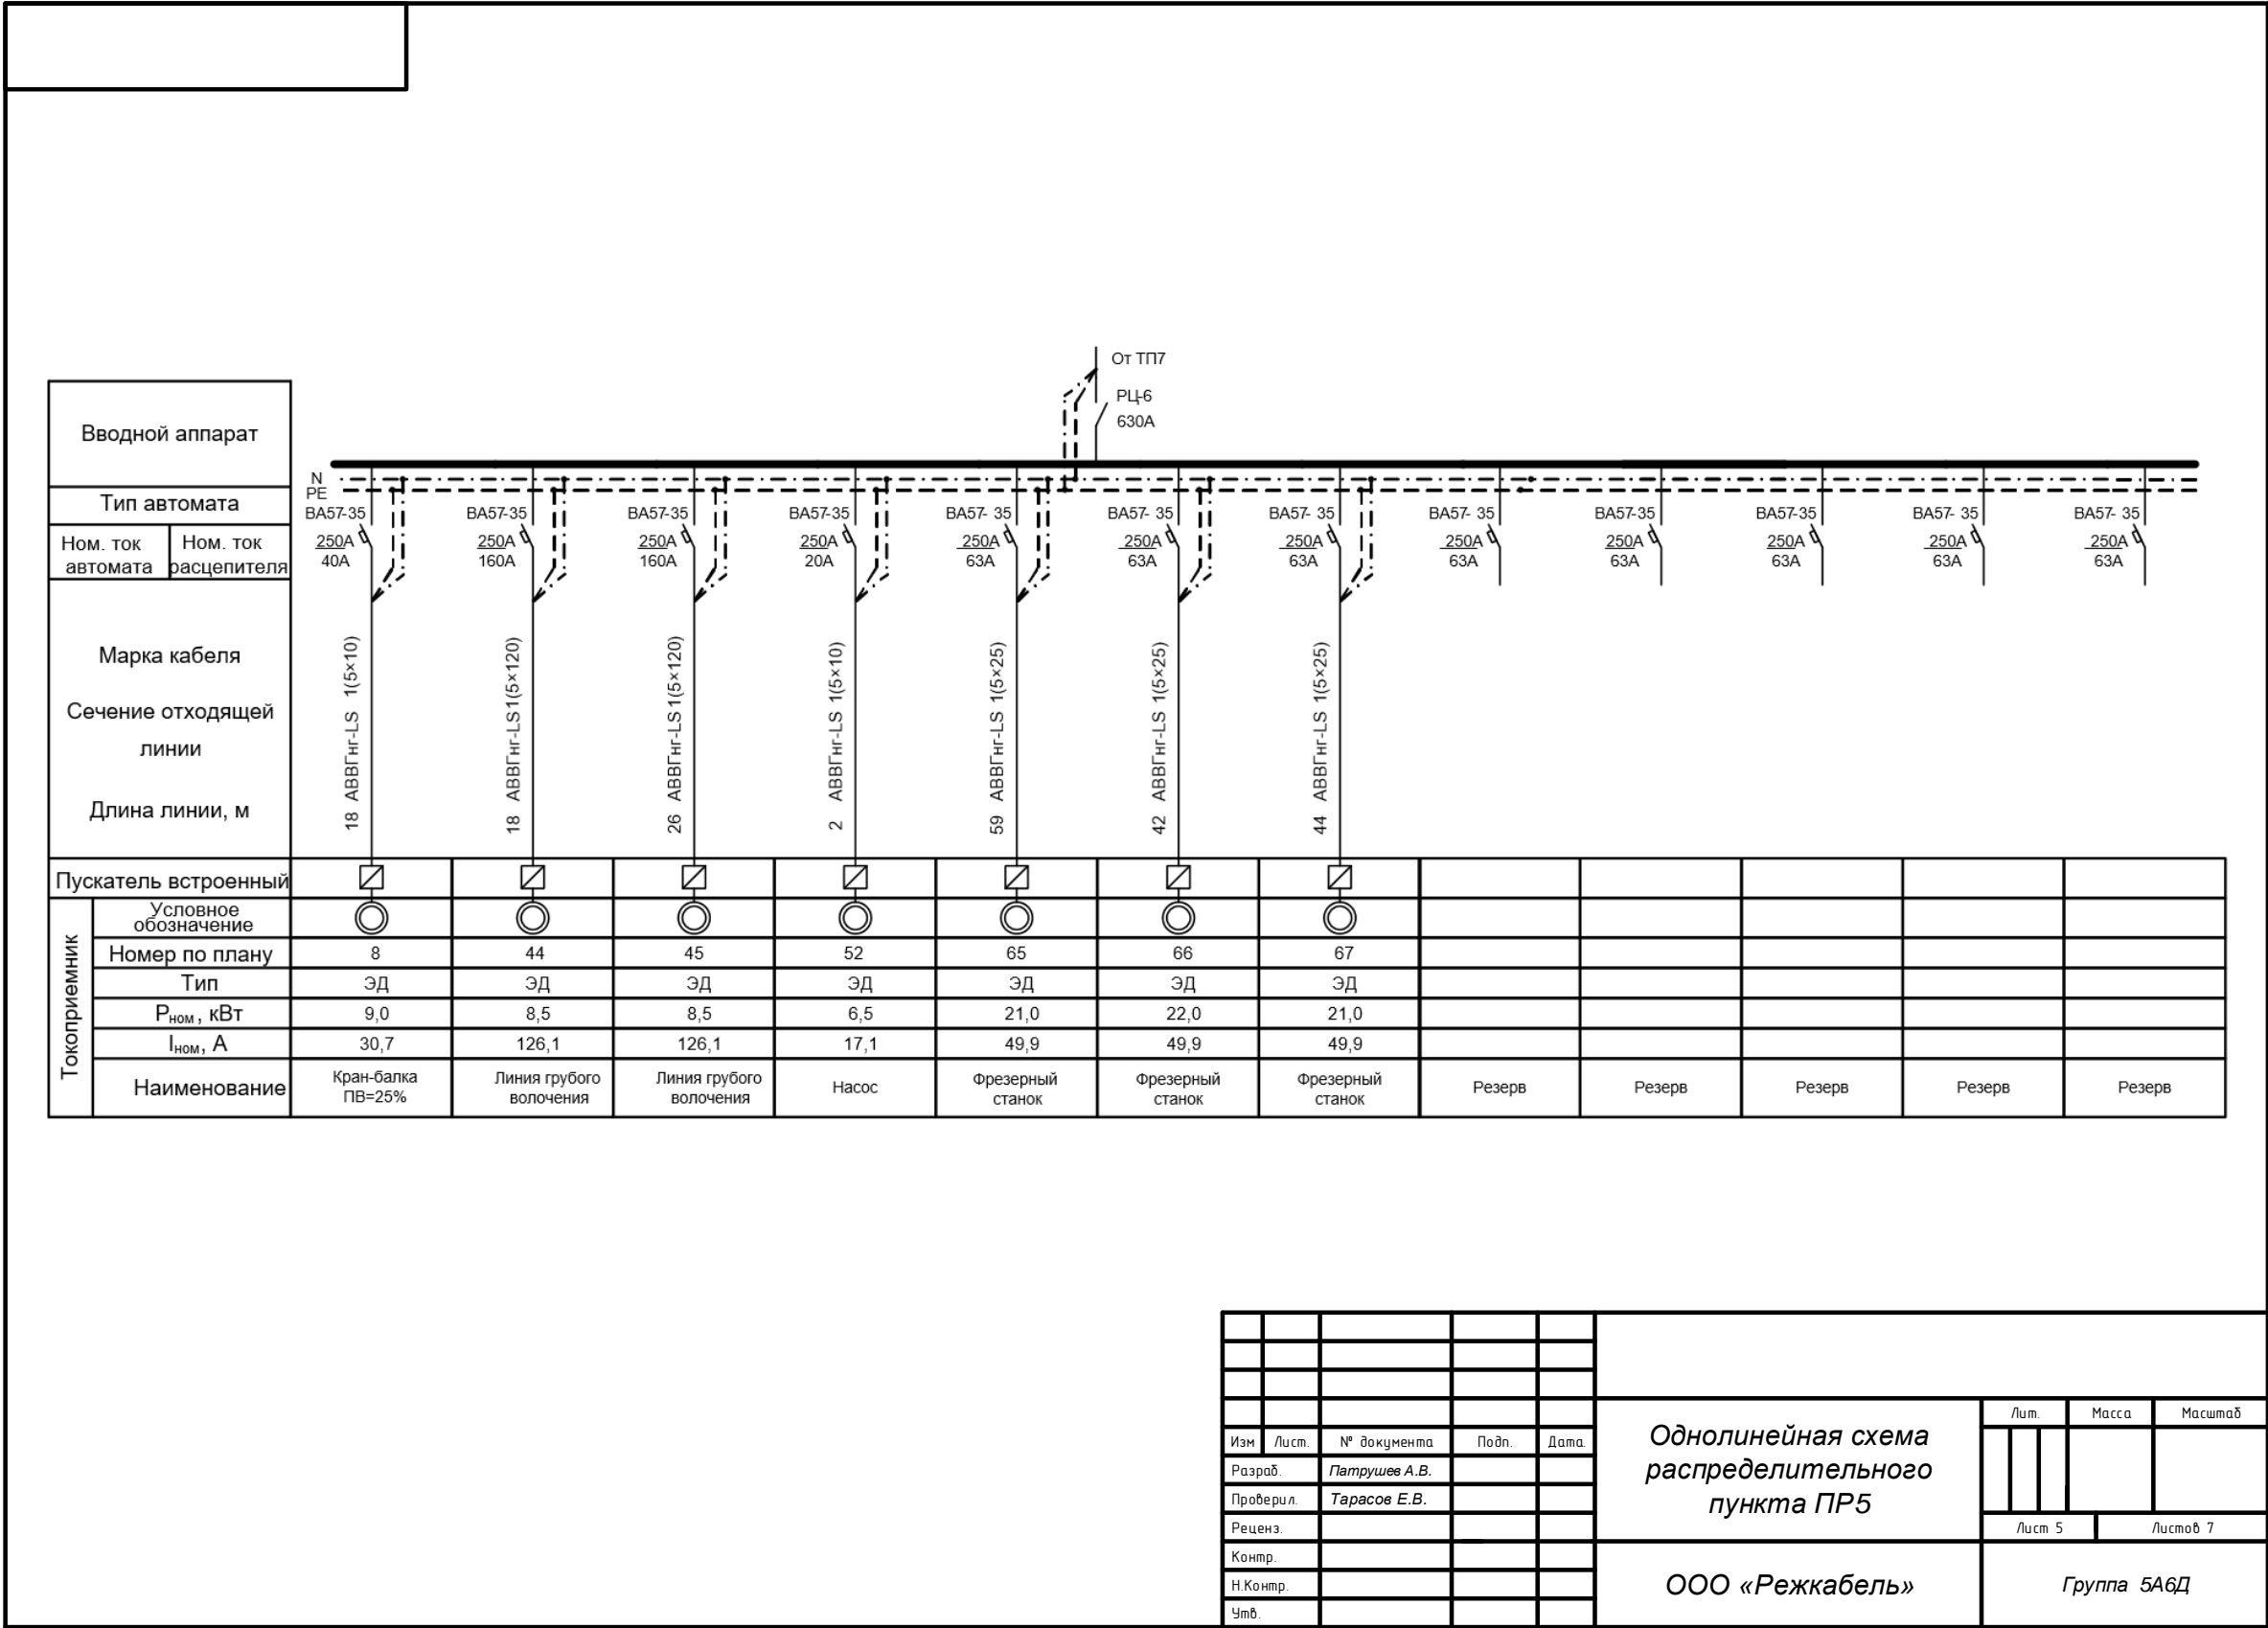 От ТП7
РЦ-6
630А
Вводной аппарат
N
PE
Тип автомата
ВА57-35 ВА57-35 ВА57-35 ВА57-35 ВА57- 35 ВА57- 35 ВА57- 35 ВА57- 35 ВА57-35 ВА57-35 ВА57- 35 ВА57- 35
Ном. ток автомата
Ном. ток расцепителя
250А 250А 250А 250А 250А 250А 250А 250А 250А 250А 250А 250А
40А 160А 160А 20А 63А 63А 63А 63А 63А 63А 63А 63А
Марка кабеля
Сечение отходящей
линии
Длина линии, м
18 АВВГнг-LS 1(5×10)
18 АВВГнг-LS 1(5×120)
26 АВВГнг-LS 1(5×120)
2 АВВГнг-LS 1(5×10)
59 АВВГнг-LS 1(5×25)
42 АВВГнг-LS 1(5×25)
44 АВВГнг-LS 1(5×25)
Пускатель встроенный
Токоприемник
Условное
обозначение
Номер по плану 8 44 45 52 65 66 67
Тип ЭД ЭД ЭД ЭД ЭД ЭД ЭД
Рном, кВт 9,0 8,5 8,5 6,5 21,0 22,0 21,0
Iном, А 30,7 126,1 126,1 17,1 49,9 49,9 49,9
Наименование
Кран-балка
ПВ=25%
Линия грубого
волочения
Линия грубого
волочения
Насос
Фрезерный
станок
Фрезерный
станок
Фрезерный
станок
Резерв Резерв Резерв Резерв Резерв
Изм Лист. № документа Подп. Дата.
Разраб. Патрушев А.В.
Проверил. Тарасов Е.В.
Реценз.
Контр.
Н.Контр.
Утв.
Однолинейная схема
распределительного
пункта ПР5
ООО «Режкабель»
Лит. Масса Масштаб
Лист 5 Листов 7
Группа 5А6Д